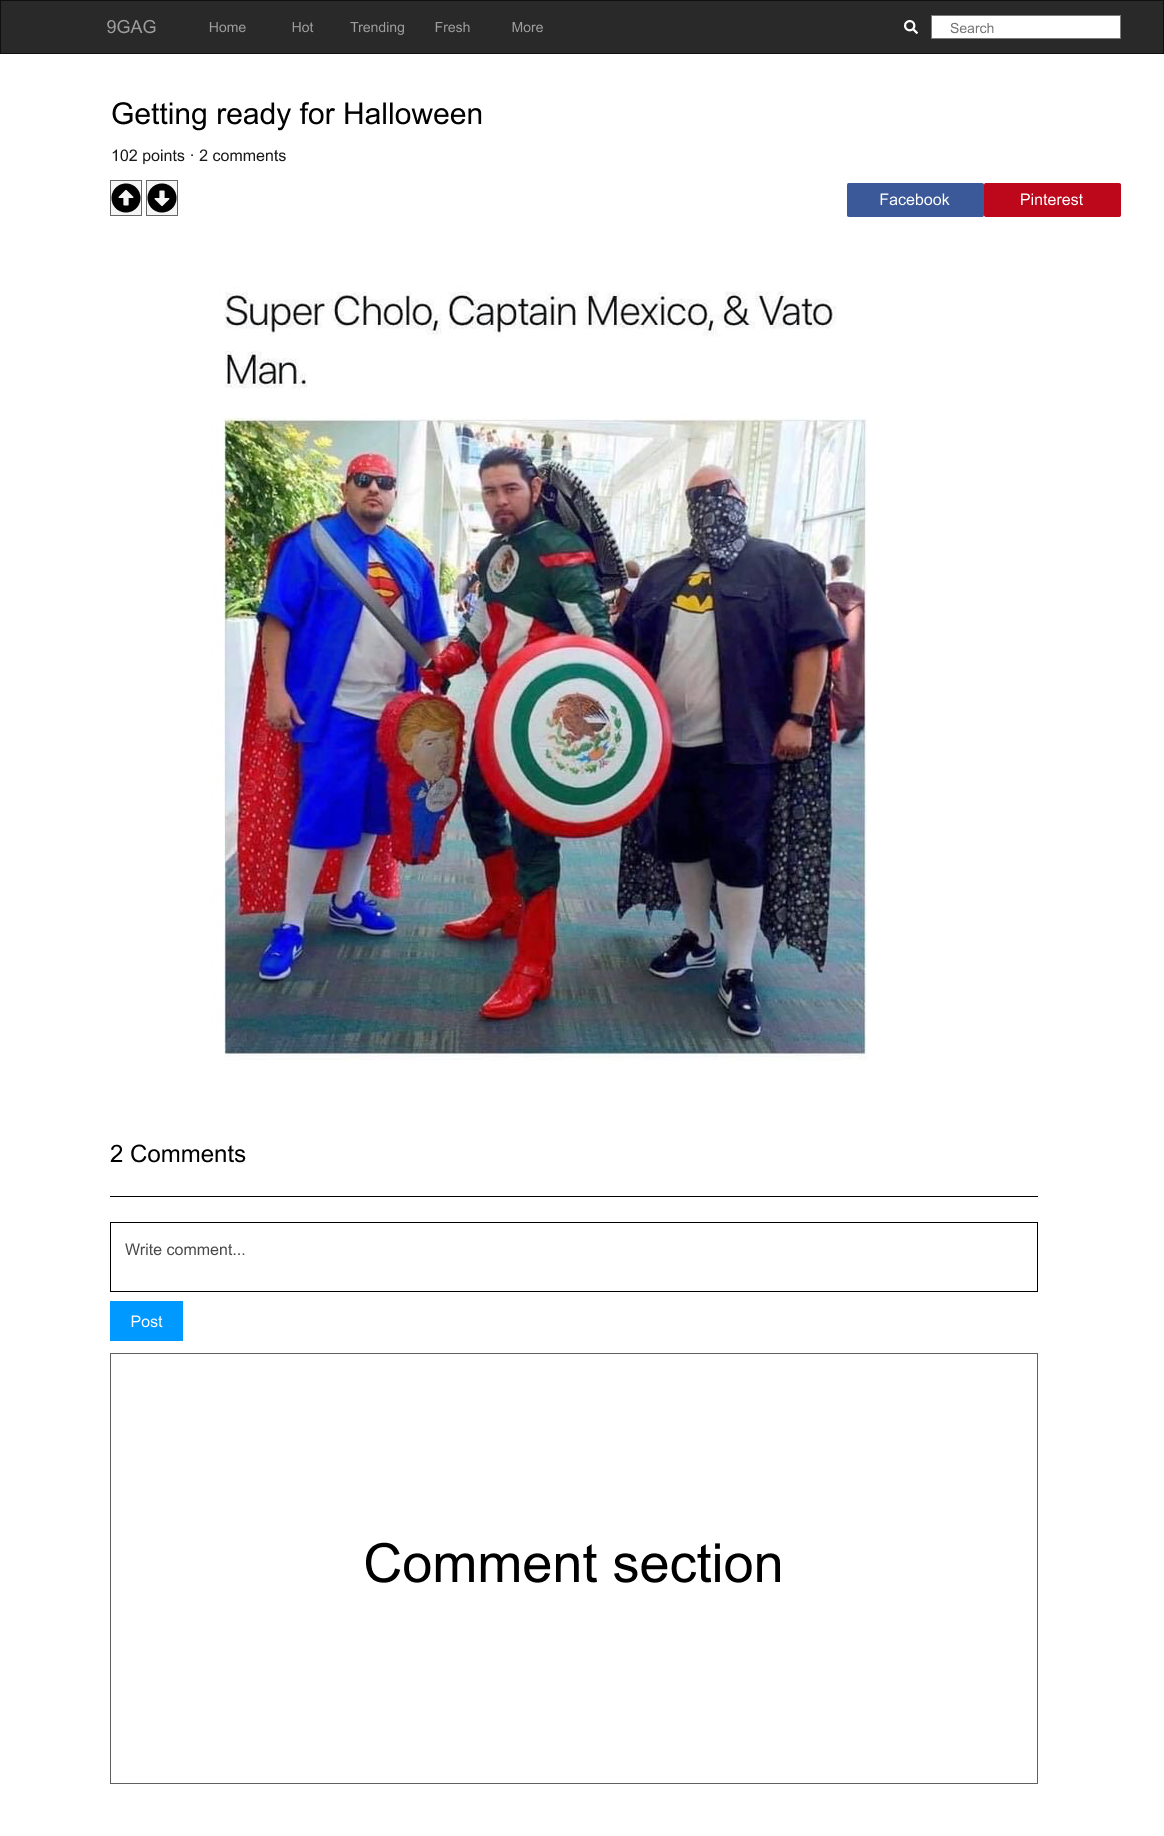 9GAG Home Hot Trending Fresh More Search
Getting ready for Halloween
102 points · 2 comments
Facebook Pinterest
Super Cholo, Captain Mexico, & Vato
Man.
2 Comments
Write comment...
Post
Comment section